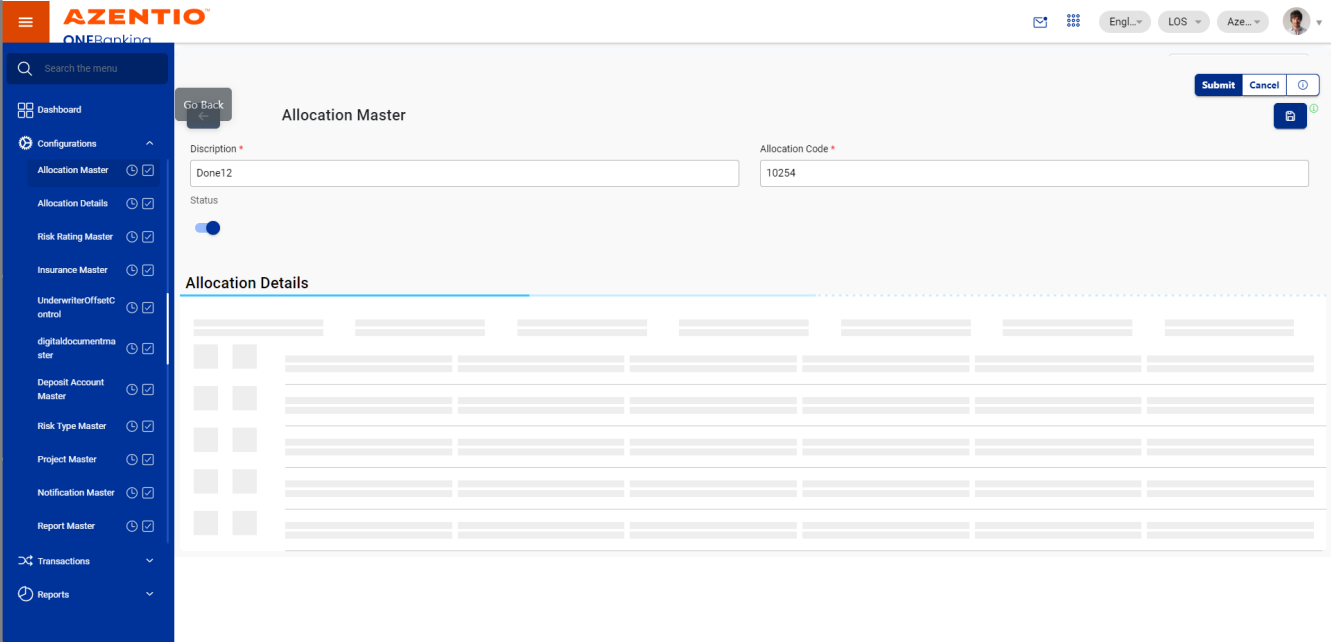 AZENTIO™
ONEBanking
Engl...
LOS
Aze...
Search the menu
Dashboard
Configurations
Allocation Master
Allocation Details
Risk Rating Master
Insurance Master
UnderwriterOffsetC
ontrol
digitaldocumentma
ster
Deposit Account
Master
Risk Type Master
Project Master
Notification Master
Report Master
Transactions
Reports
Submit
Cancel
Go Back
Allocation Master
Discription *
Allocation Code *
Done12
10254
Status
Allocation Details